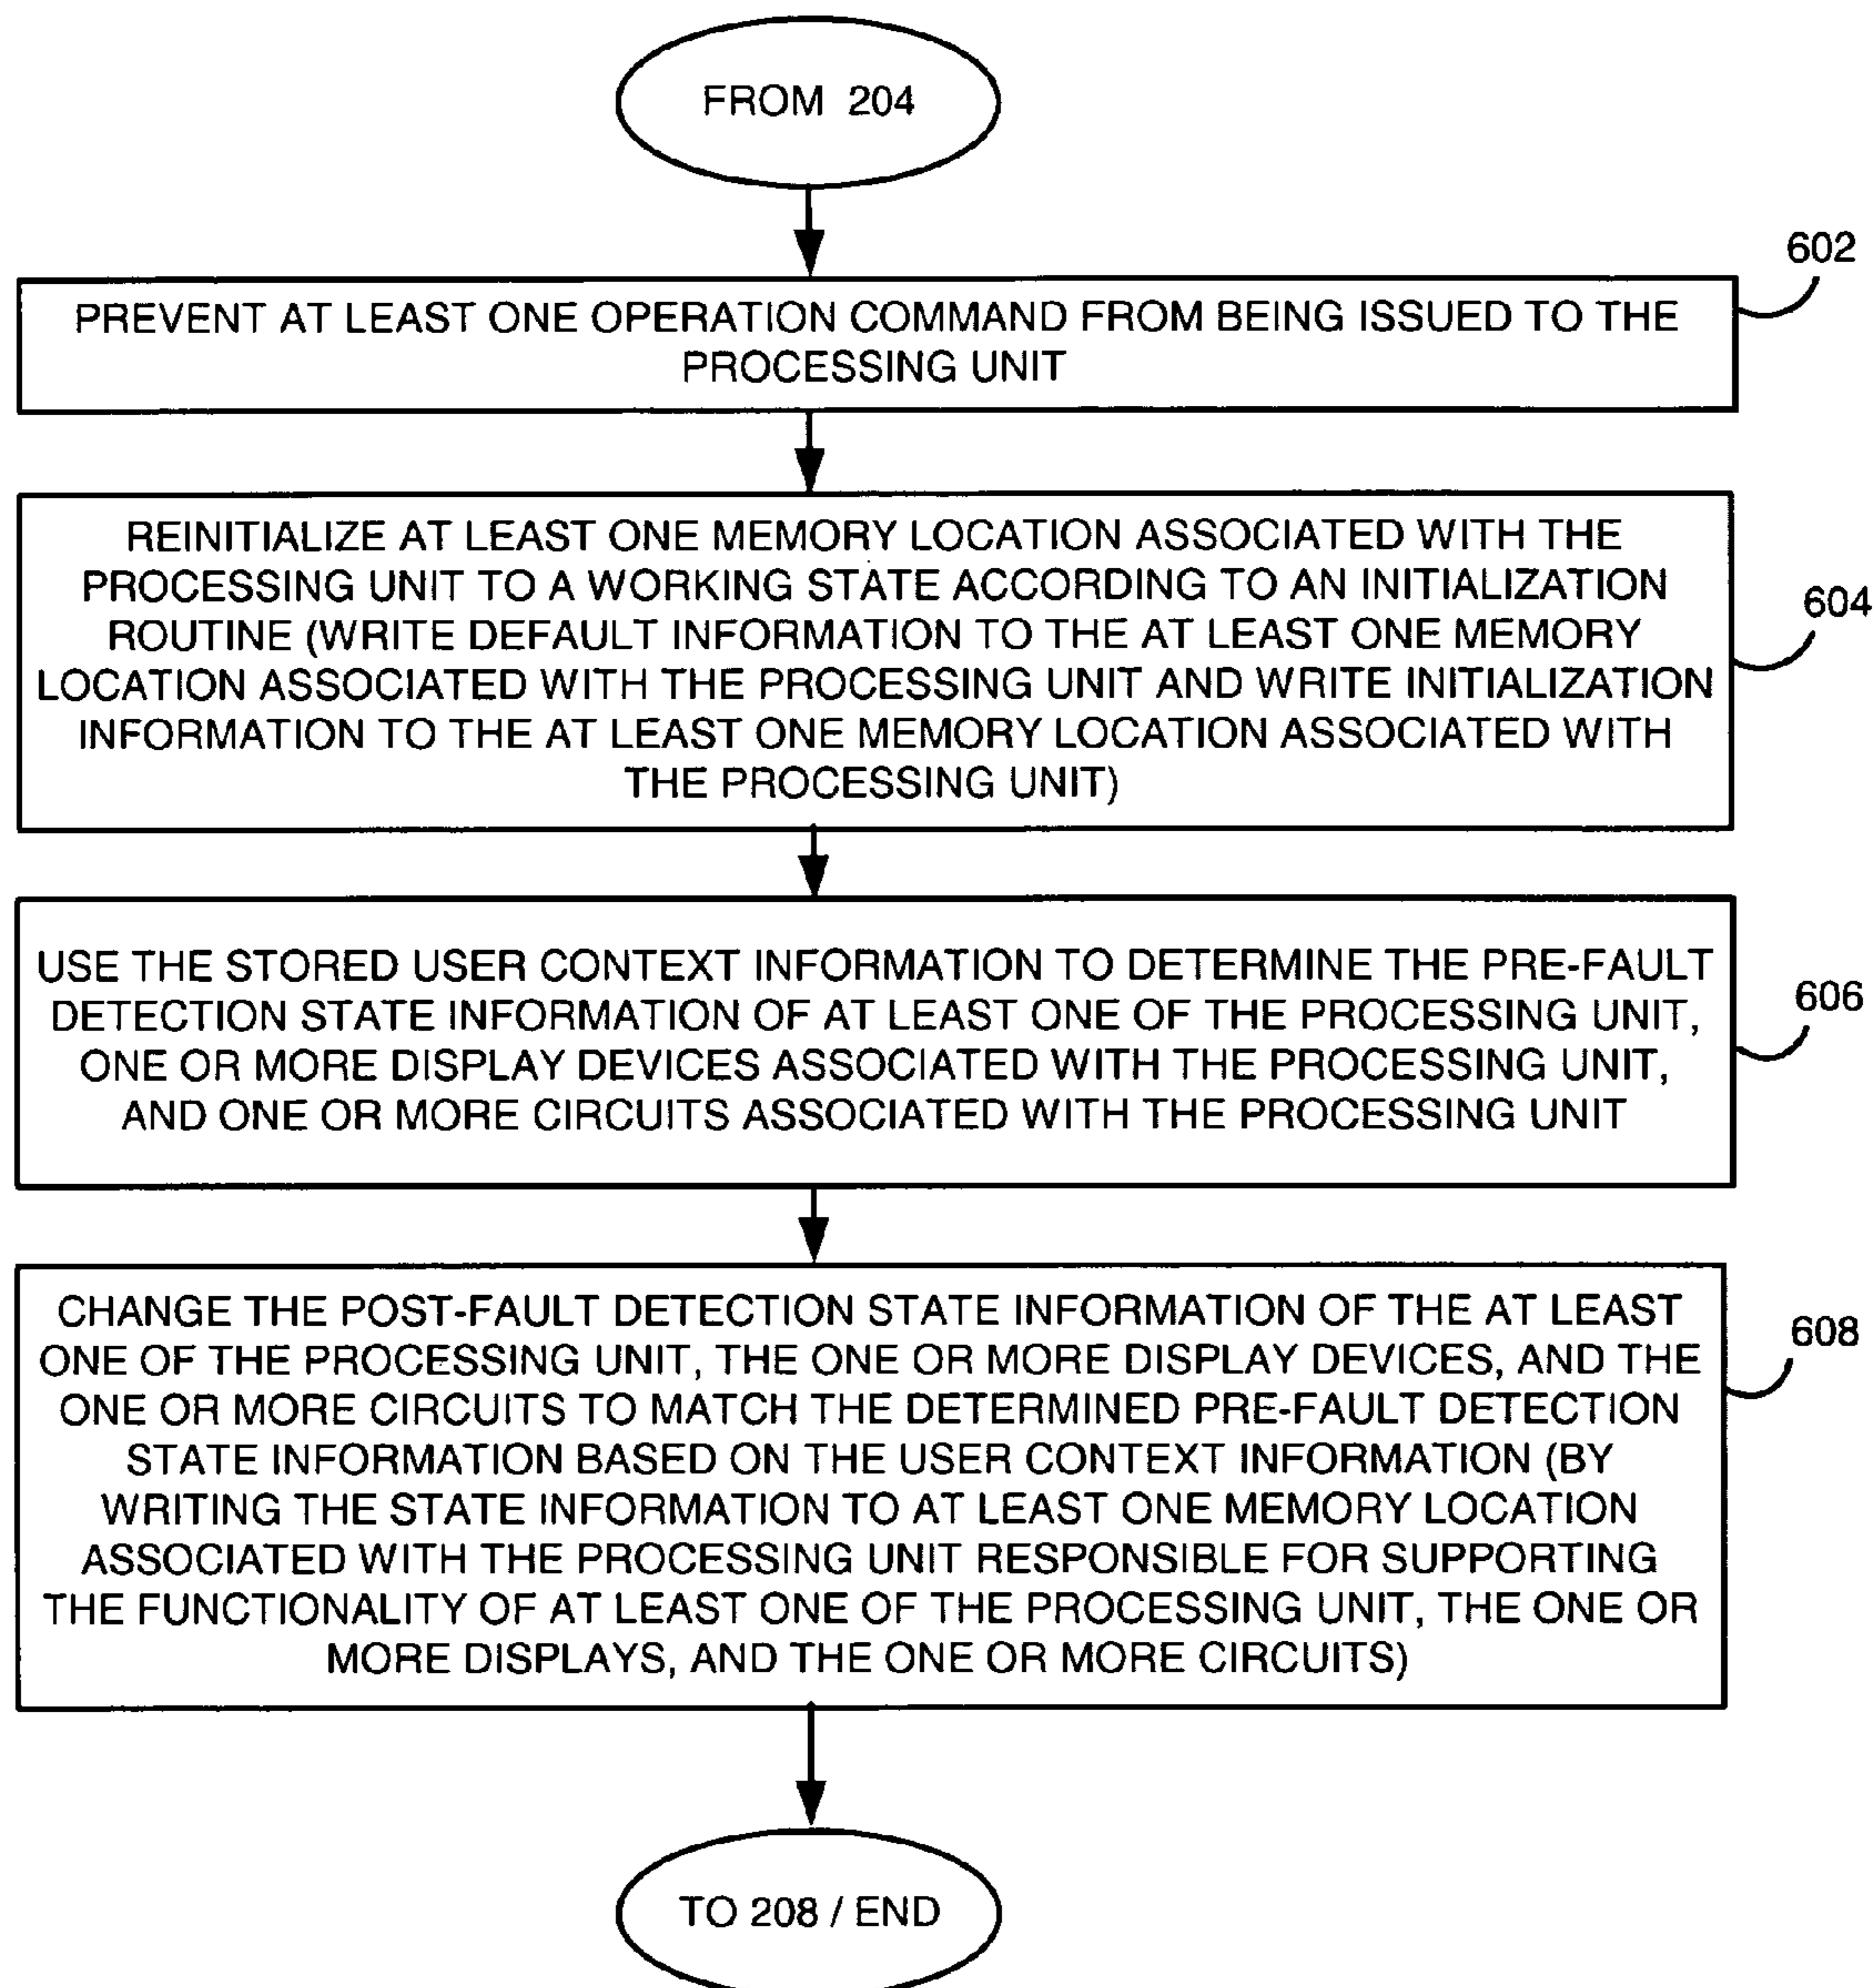 FROM 204
602
PREVENT AT LEAST ONE OPERATION COMMAND FROM BEING ISSUED TO THE
PROCESSING UNIT
REINITIALIZE AT LEAST ONE MEMORY LOCATION ASSOCIATED WITH THE
PROCESSING UNIT TO A WORKING STATE ACCORDING TO AN INITIALIZATION
ROUTINE (WRITE DEFAULT INFORMATION TO THE AT LEAST ONE MEMORY
LOCATION ASSOCIATED WITH THE PROCESSING UNIT AND WRITE INITIALIZATION
INFORMATION TO THE AT LEAST ONE MEMORY LOCATION ASSOCIATED WITH
THE PROCESSING UNIT)
604
USE THE STORED USER CONTEXT INFORMATION TO DETERMINE THE PRE-FAULT
DETECTION STATE INFORMATION OF AT LEAST ONE OF THE PROCESSING UNIT,
ONE OR MORE DISPLAY DEVICES ASSOCIATED WITH THE PROCESSING UNIT,
AND ONE OR MORE CIRCUITS ASSOCIATED WITH THE PROCESSING UNIT
606
CHANGE THE POST-FAULT DETECTION STATE INFORMATION OF THE AT LEAST
ONE OF THE PROCESSING UNIT, THE ONE OR MORE DISPLAY DEVICES, AND THE
ONE OR MORE CIRCUITS TO MATCH THE DETERMINED PRE-FAULT DETECTION
STATE INFORMATION BASED ON THE USER CONTEXT INFORMATION (BY
WRITING THE STATE INFORMATION TO AT LEAST ONE MEMORY LOCATION
ASSOCIATED WITH THE PROCESSING UNIT RESPONSIBLE FOR SUPPORTING
THE FUNCTIONALITY OF AT LEAST ONE OF THE PROCESSING UNIT, THE ONE OR
MORE DISPLAYS, AND THE ONE OR MORE CIRCUITS)
608
TO 208 / END